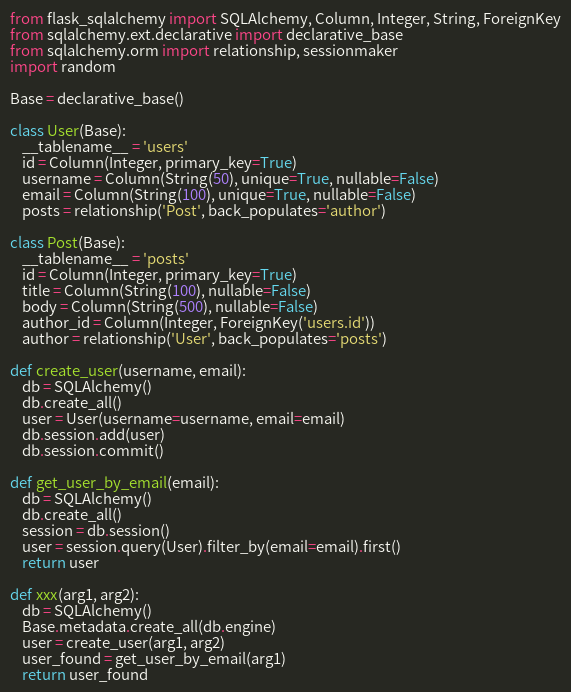 from flask_sqlalchemy import SQLAlchemy, Column, Integer, String, ForeignKey
from sqlalchemy.ext.declarative import declarative_base
from sqlalchemy.orm import relationship, sessionmaker
import random

Base = declarative_base()

class User(Base):
    __tablename__ = 'users'
    id = Column(Integer, primary_key=True)
    username = Column(String(50), unique=True, nullable=False)
    email = Column(String(100), unique=True, nullable=False)
    posts = relationship('Post', back_populates='author')

class Post(Base):
    __tablename__ = 'posts'
    id = Column(Integer, primary_key=True)
    title = Column(String(100), nullable=False)
    body = Column(String(500), nullable=False)
    author_id = Column(Integer, ForeignKey('users.id'))
    author = relationship('User', back_populates='posts')

def create_user(username, email):
    db = SQLAlchemy()
    db.create_all()
    user = User(username=username, email=email)
    db.session.add(user)
    db.session.commit()

def get_user_by_email(email):
    db = SQLAlchemy()
    db.create_all()
    session = db.session()
    user = session.query(User).filter_by(email=email).first()
    return user

def xxx(arg1, arg2):
    db = SQLAlchemy()
    Base.metadata.create_all(db.engine)
    user = create_user(arg1, arg2)
    user_found = get_user_by_email(arg1)
    return user_found